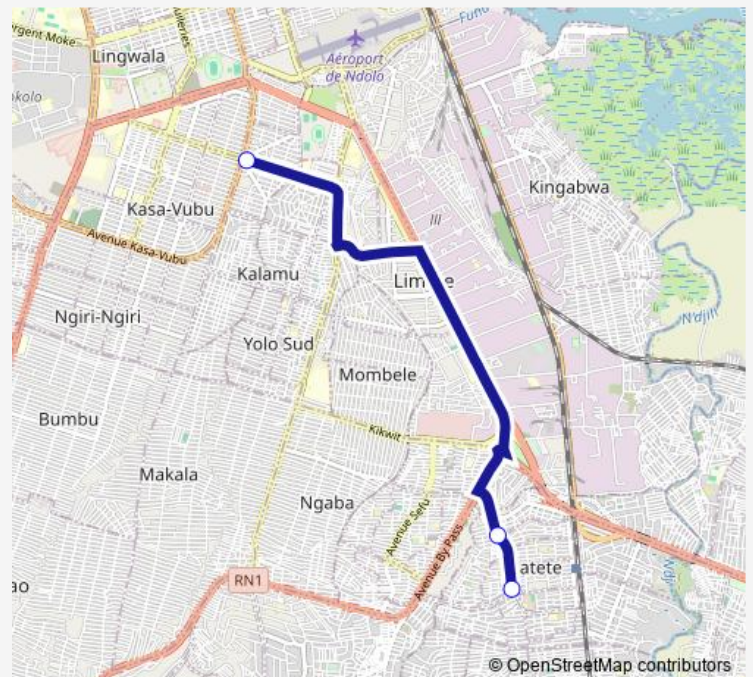 Lingwala
Aéroport
de Ndolo
Kingabwa
Kasa-Vubu
Avenue Kasa-Vubu
Kalamu
N'djili
Ngiri-Ngiri
Yolo Sud
Mombele
Bumbu
Kikwit
Makala
Ngaba
Avenue Sefu
Avenue By Pass
atete
RN1
© OpenStreetMap contributors